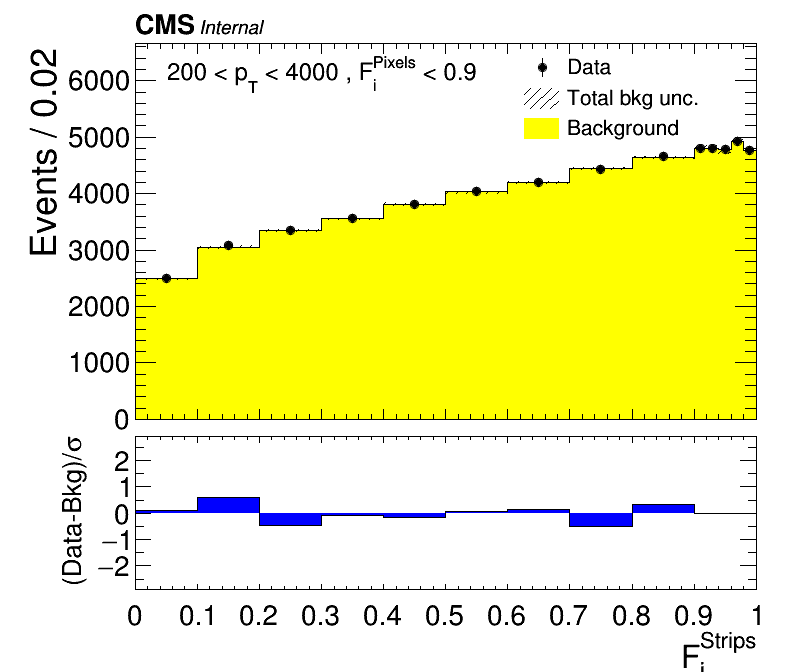 CMS Internal
Events / 0.02
6000
5000
4000
3000
2000
1000
0
200 < p_T < 4000 , F_i^Pixels < 0.9
Data
Total bkg unc.
Background
(Data-Bkg)/σ
2
1
0
−1
−2
0 0.1 0.2 0.3 0.4 0.5 0.6 0.7 0.8 0.9 1
F_i^Strips